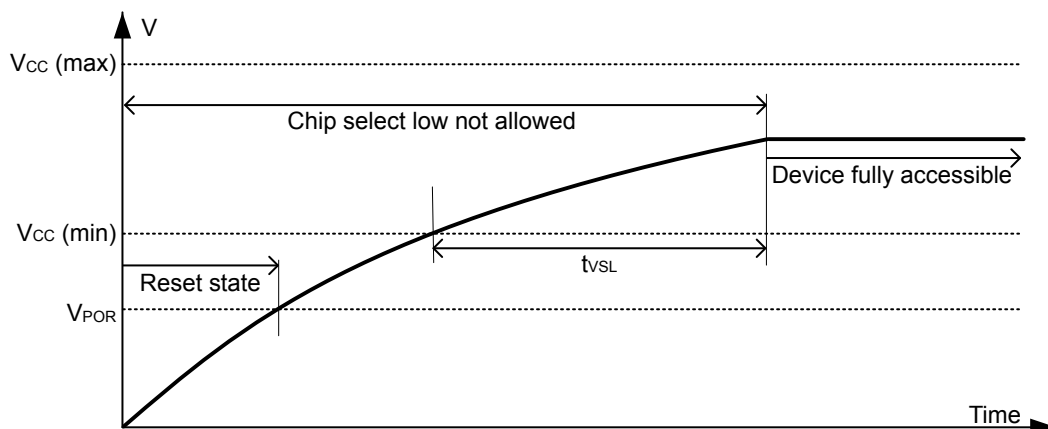 V
VCC (max)
Chip select low not allowed
Device fully accessible
VCC (min)
tVSL
Reset state
VPOR
Time